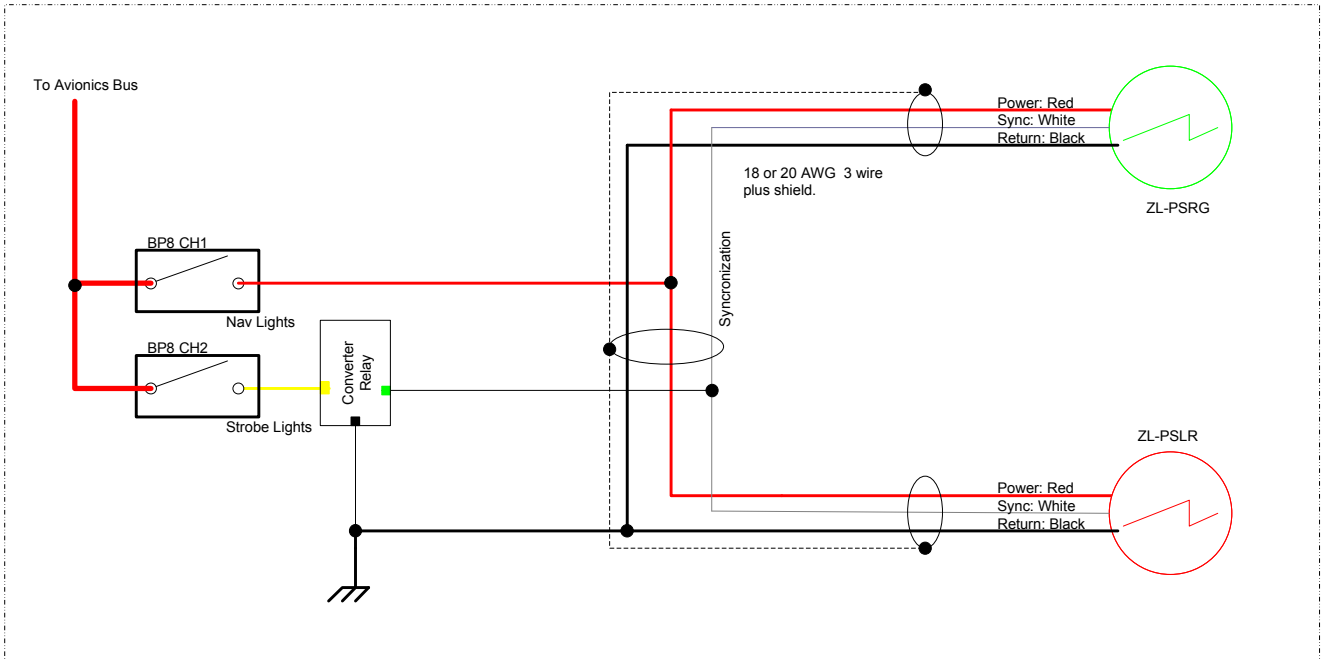 To Avionics Bus
Power: Red
Sync: White
Return: Black
18 or 20 AWG 3 wire
plus shield.
ZL-PSRG
BP8 CH1
Nav Lights
Syncronization
BP8 CH2
Strobe Lights
Converter
Relay
ZL-PSLR
Power: Red
Sync: White
Return: Black